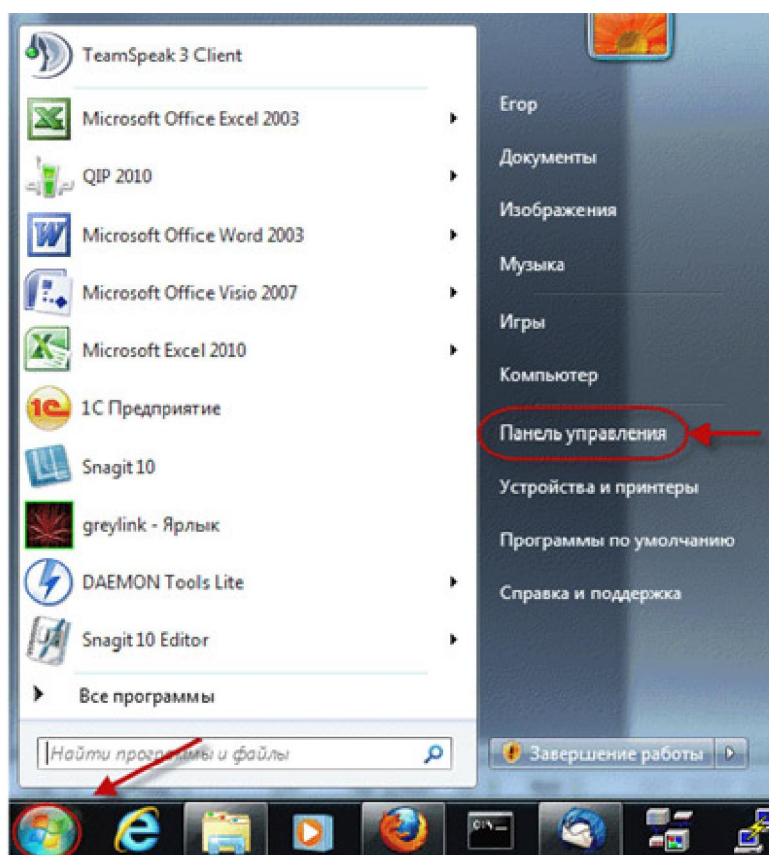 TeamSpeak 3 Client
Microsoft Office Excel 2003
QIP 2010
Microsoft Office Word 2003
Microsoft Office Visio 2007
Microsoft Excel 2010
1С Предприятие
Snagit 10
greylink - Ярлык
DAEMON Tools Lite
Snagit 10 Editor
Все программы
Найти программы и файлы
Егор
Документы
Изображения
Музыка
Игры
Компьютер
Панель управления
Устройства и принтеры
Программы по умолчанию
Справка и поддержка
Завершение работы